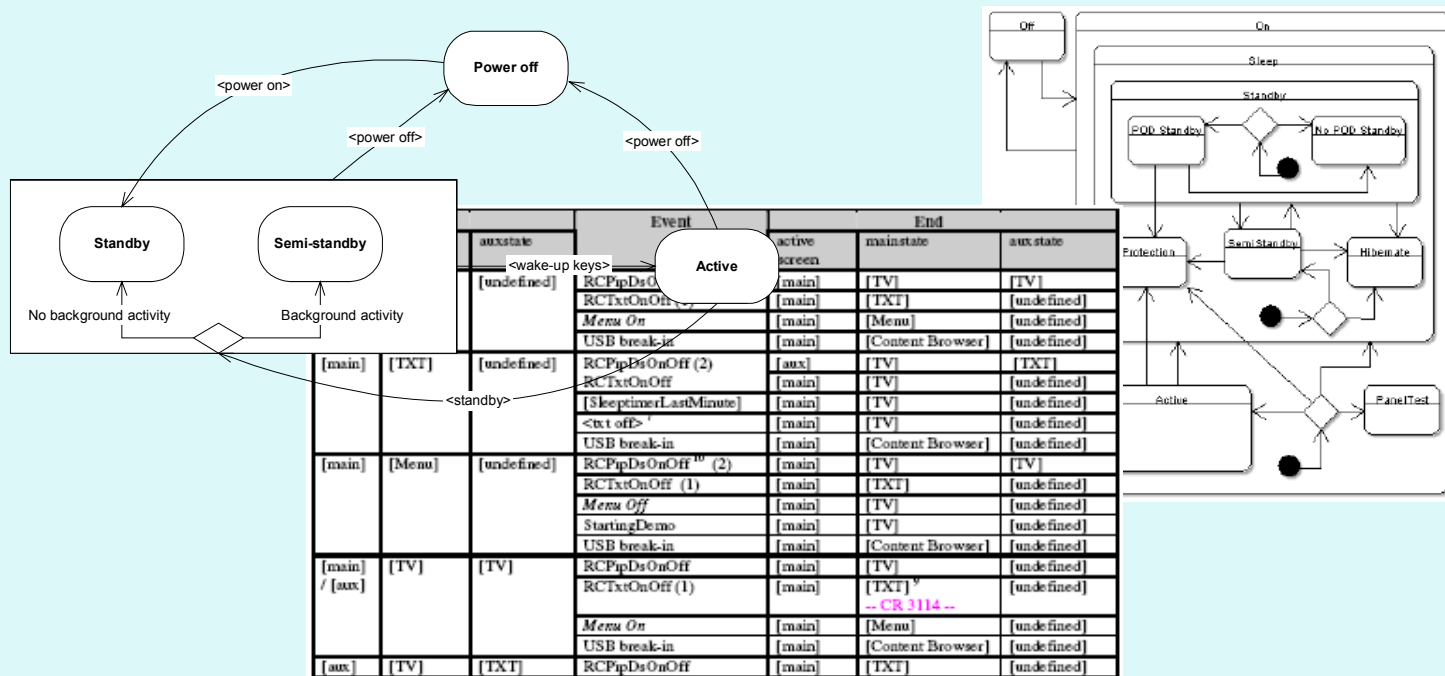 Power off
<power on>
<power off>
<power off>
Standby
Semi-standby
Active
<wake-up keys>
No background activity
Background activity
<standby>
Off
On
Sleep
Standby
POD Standby
No POD Standby
Protection
SemiStandby
Hibernate
Active
PanelTest
Event
End
auxstate
active screen
mainstate
auxstate
[undefined]
[main] [TV] [TV]
[main] [TXT] [undefined]
Menu On [main] [Menu] [undefined]
USB break-in [main] [Content Browser] [undefined]
[main] [TXT] [undefined] RCPipDsOnOff (2) [aux] [TV] [TXT]
RCTxtOnOff [main] [TV] [undefined]
[SleeptimerLastMinute] [main] [TV] [undefined]
<txt off> [main] [TV] [undefined]
USB break-in [main] [Content Browser] [undefined]
[main] [Menu] [undefined] RCPipDsOnOff 10 (2) [main] [TV] [TV]
RCTxtOnOff (1) [main] [TXT] [undefined]
Menu Off [main] [TV] [undefined]
StartingDemo [main] [TV] [undefined]
USB break-in [main] [Content Browser] [undefined]
[main] / [aux] [TV] [TV] RCPipDsOnOff [main] [TV] [undefined]
RCTxtOnOff (1) [main] [TXT] 9 [undefined]
-- CR 3114 --
Menu On [main] [Menu] [undefined]
USB break-in [main] [Content Browser] [undefined]
[aux] [TV] [TXT] RCPipDsOnOff [main] [TXT] [undefined]